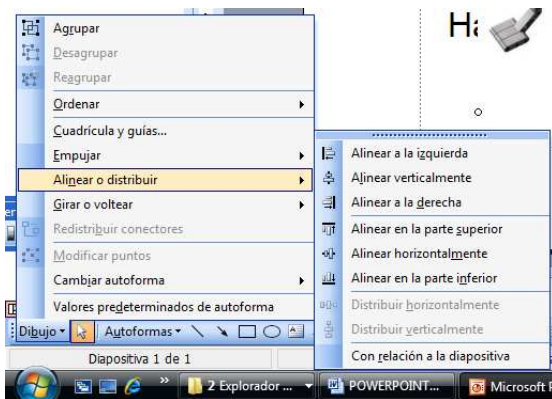 Ha
Agrupar
Desagrupar
Reagrupar
Ordenar
Cuadrícula y guías...
Empujar
Alinear o distribuir
Girar o voltear
Redistribuir conectores
Modificar puntos
Cambiar autoforma
Valores predeterminados de autoforma
Alinear a la izquierda
Alinear verticalmente
Alinear a la derecha
Alinear en la parte superior
Alinear horizontalmente
Alinear en la parte inferior
Distribuir horizontalmente
Distribuir verticalmente
Con relación a la diapositiva
Dibujo Autoformas
Diapositiva 1 de 1
2 Explorador ... POWERPOINT... Microsoft P